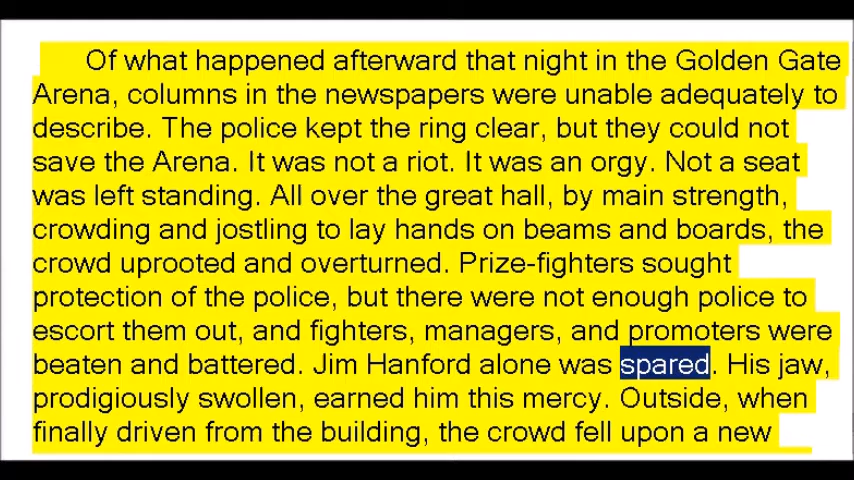 Of what happened afterward that night in the Golden Gate
Arena, columns in the newspapers were unable adequately to
describe. The police kept the ring clear, but they could not
save the Arena. It was not a riot. It was an orgy. Not a seat
was left standing. All over the great hall, by main strength,
crowding and jostling to lay hands on beams and boards, the
crowd uprooted and overturned. Prize-fighters sought
protection of the police, but there were not enough police to
escort them out, and fighters, managers, and promoters were
beaten and battered. Jim Hanford alone was spared. His jaw,
prodigiously swollen, earned him this mercy. Outside, when
finally driven from the building, the crowd fell upon a new